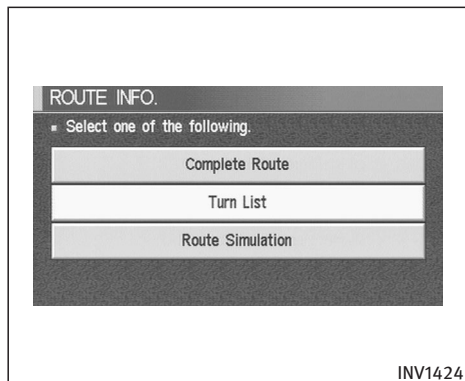 ROUTE INFO.
▪ Select one of the following.
Complete Route
Turn List
Route Simulation
INV1424